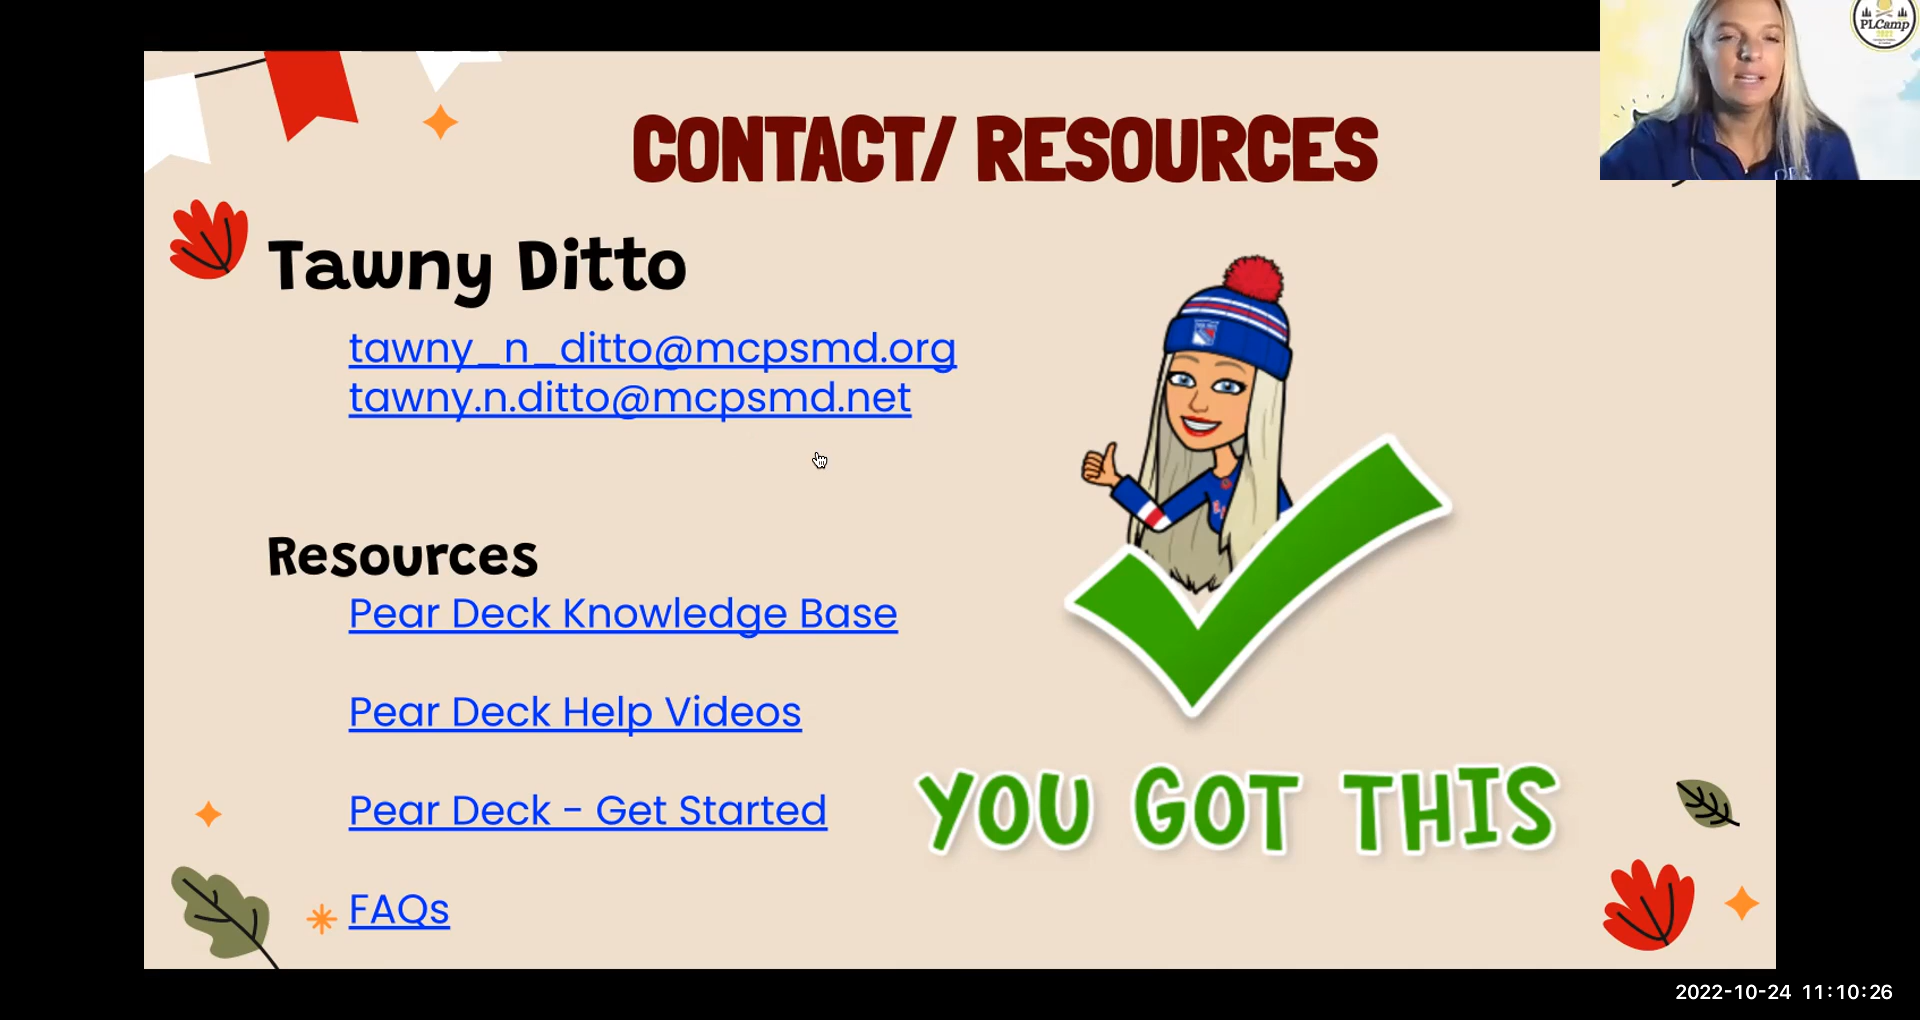 PLCamp
2022
CONTACT/ RESOURCES
Tawny Ditto
tawny_n_ditto@mcpsmd.org
tawny.n.ditto@mcpsmd.net
Resources
Pear Deck Knowledge Base
Pear Deck Help Videos
Pear Deck - Get Started
FAQs
YOU GOT THIS
2022-10-24 11:10:26